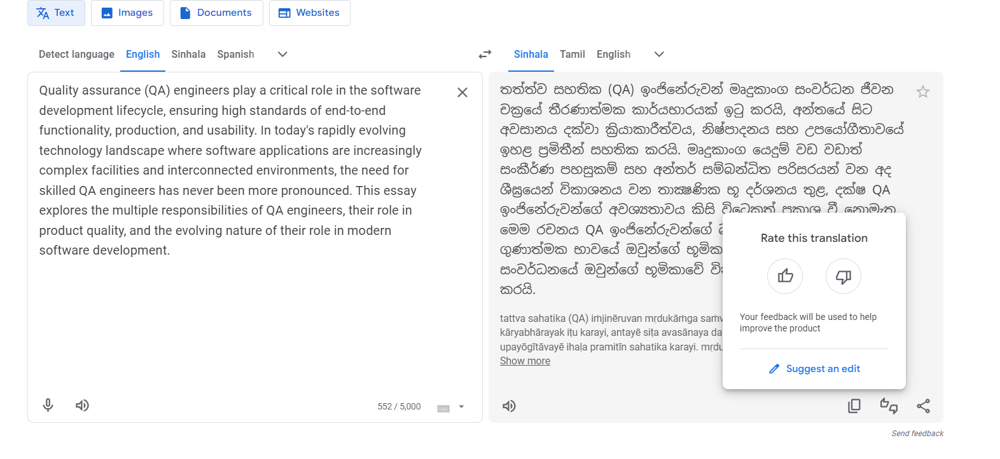 Text
Images
Documents
Websites
Detect language
English
Sinhala
Spanish
Sinhala
Tamil
English
Quality assurance (QA) engineers play a critical role in the software
development lifecycle, ensuring high standards of end-to-end
functionality, production, and usability. In today's rapidly evolving
technology landscape where software applications are increasingly
complex facilities and interconnected environments, the need for
skilled QA engineers has never been more pronounced. This essay
explores the multiple responsibilities of QA engineers, their role in
product quality, and the evolving nature of their role in modern
software development.
552 / 5,000
තත්ත්ව සහතික (QA) ඉංජිනේරුවන් මෘදුකාංග සංවර්ධන ජීවන
චක්‍රයේ තීරණාත්මක කාර්යභාරයක් ඉටු කරයි, අන්තයේ සිට
අවසානය දක්වා ක්‍රියාකාරීත්වය, නිෂ්පාදනය සහ උපයෝගීතාවයේ
ඉහළ ප්‍රමිතීන් සහතික කරයි. මෘදුකාංග යෙදුම් වඩ වඩාත්
සංකීර්ණ පහසුකම් සහ අන්තර් සම්බන්ධිත පරිසරයන් වන අද
ශීඝ්‍රයෙන් විකාශනය වන තාක්‍ෂණික භූ දර්ශනය තුළ, දක්ෂ QA
ඉංජිනේරුවන්ගේ අවශ්‍යතාවය කිසි විටෙකත් ප්‍රකාශ වී නොමැත.
මෙම රචනය QA ඉංජිනේරුවන්ගේ
ගුණාත්මක භාවයේ ඔවුන්ගේ භූමික
සංවර්ධනයේ ඔවුන්ගේ භූමිකාවේ වි
කරයි.
tattva sahatika (QA) iṁjinēruvan mṛdukāṁga saṁv
kāryabhārayak iṭu karayi, antayē siṭa avasānaya da
upayōgītāvayē ihaḷa pramitīn sahatika karayi. mṛdu
Show more
Rate this translation
Your feedback will be used to help
improve the product
Suggest an edit
Send feedback